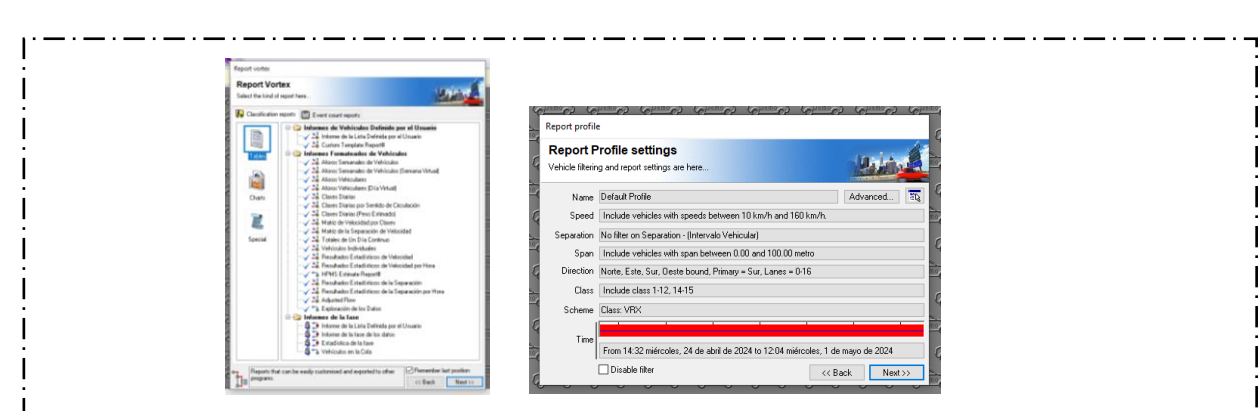 Report vortex
Report Vortex
Select the kind of report here...
Classification reports
Event count reports
Tables
Charts
Special
Informes de Vehículos Definido por el Usuario
Informe de la Lista Definida por el Usuario
Custom Template Report®
Informes Formateados de Vehículos
Aforos Semanales de Vehículos
Aforos Semanales de Vehículos (Semana Virtual)
Aforos Vehiculares
Aforos Vehiculares (Día Virtual)
Clases Diarias
Clases Diarias por Sentido de Circulación
Clases Diarias (Peso Estimado)
Matriz de Velocidad por Clases
Matriz de la Separación de Velocidad
Totales de Un Día Continuo
Vehículos Individuales
Resultados Estadísticos de Velocidad
Resultados Estadísticos de Velocidad por Hora
HPMS Estimate Report®
Resultados Estadísticos de la Separación
Resultados Estadísticos de la Separación por Hora
Adjusted Flow
Exploración de los Datos
Informes de la fase
Informe de la Lista Definida por el Usuario
Informe de la fase de los datos
Estadística de la fase
Vehículos en la Cola
Reports that can be easily customised and exported to other
programs.
Remember last position
<< Back
Next >>
Report profile
Report Profile settings
Vehicle filtering and report settings are here...
Name Default Profile Advanced...
Speed Include vehicles with speeds between 10 km/h and 160 km/h.
Separation No filter on Separation - (Intervalo Vehicular)
Span Include vehicles with span between 0.00 and 100.00 metro
Direction Norte, Este, Sur, Oeste bound, Primary = Sur, Lanes = 0-16
Class Include class 1-12, 14-15
Scheme Class: VRX
Time
From 14:32 miércoles, 24 de abril de 2024 to 12:04 miércoles, 1 de mayo de 2024
Disable filter
<< Back
Next >>